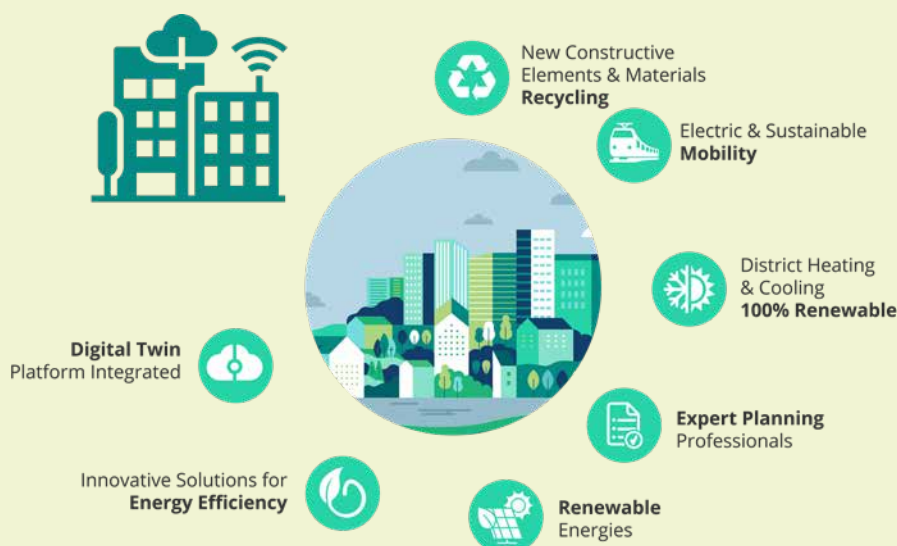 New Constructive
Elements & Materials
Recycling
Electric & Sustainable
Mobility
District Heating
& Cooling
100% Renewable
Digital Twin
Platform Integrated
Expert Planning
Professionals
Innovative Solutions for
Energy Efficiency
Renewable
Energies